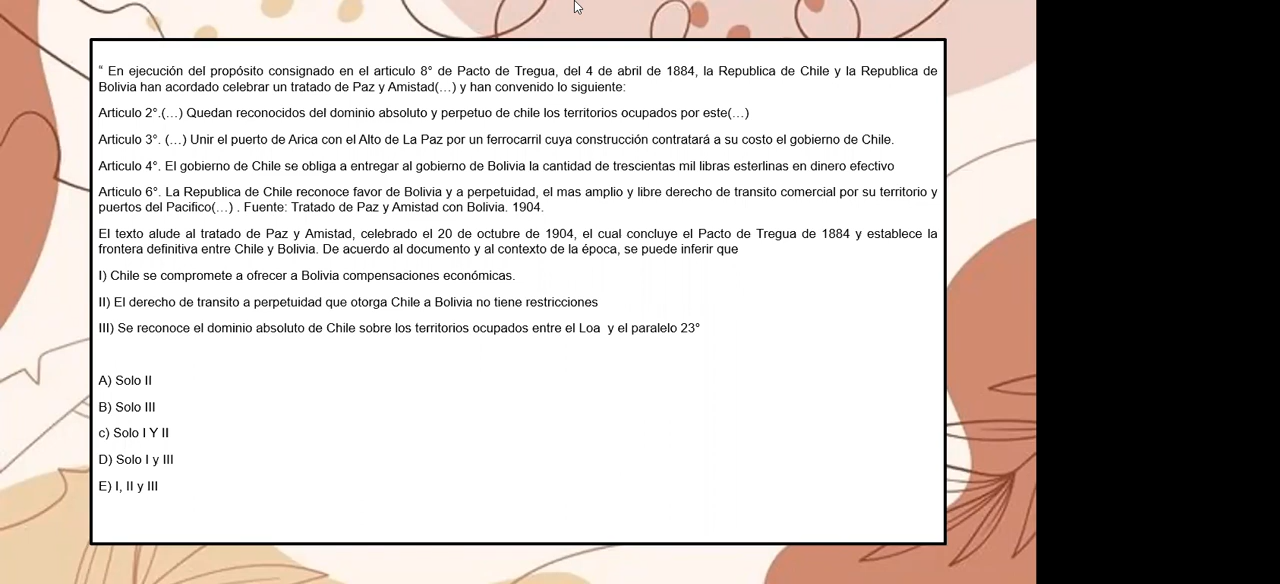 “ En ejecución del propósito consignado en el articulo 8° de Pacto de Tregua, del 4 de abril de 1884, la Republica de Chile y la Republica de
Bolivia han acordado celebrar un tratado de Paz y Amistad(...) y han convenido lo siguiente:
Articulo 2°.(...) Quedan reconocidos del dominio absoluto y perpetuo de chile los territorios ocupados por este(...)
Articulo 3°. (...) Unir el puerto de Arica con el Alto de La Paz por un ferrocarril cuya construcción contratará a su costo el gobierno de Chile.
Articulo 4°. El gobierno de Chile se obliga a entregar al gobierno de Bolivia la cantidad de trescientas mil libras esterlinas en dinero efectivo
Articulo 6°. La Republica de Chile reconoce favor de Bolivia y a perpetuidad, el mas amplio y libre derecho de transito comercial por su territorio y
puertos del Pacifico(...) . Fuente: Tratado de Paz y Amistad con Bolivia. 1904.
El texto alude al tratado de Paz y Amistad, celebrado el 20 de octubre de 1904, el cual concluye el Pacto de Tregua de 1884 y establece la
frontera definitiva entre Chile y Bolivia. De acuerdo al documento y al contexto de la época, se puede inferir que
I) Chile se compromete a ofrecer a Bolivia compensaciones económicas.
II) El derecho de transito a perpetuidad que otorga Chile a Bolivia no tiene restricciones
III) Se reconoce el dominio absoluto de Chile sobre los territorios ocupados entre el Loa y el paralelo 23°
A) Solo II
B) Solo III
c) Solo I Y II
D) Solo I y III
E) I, II y III